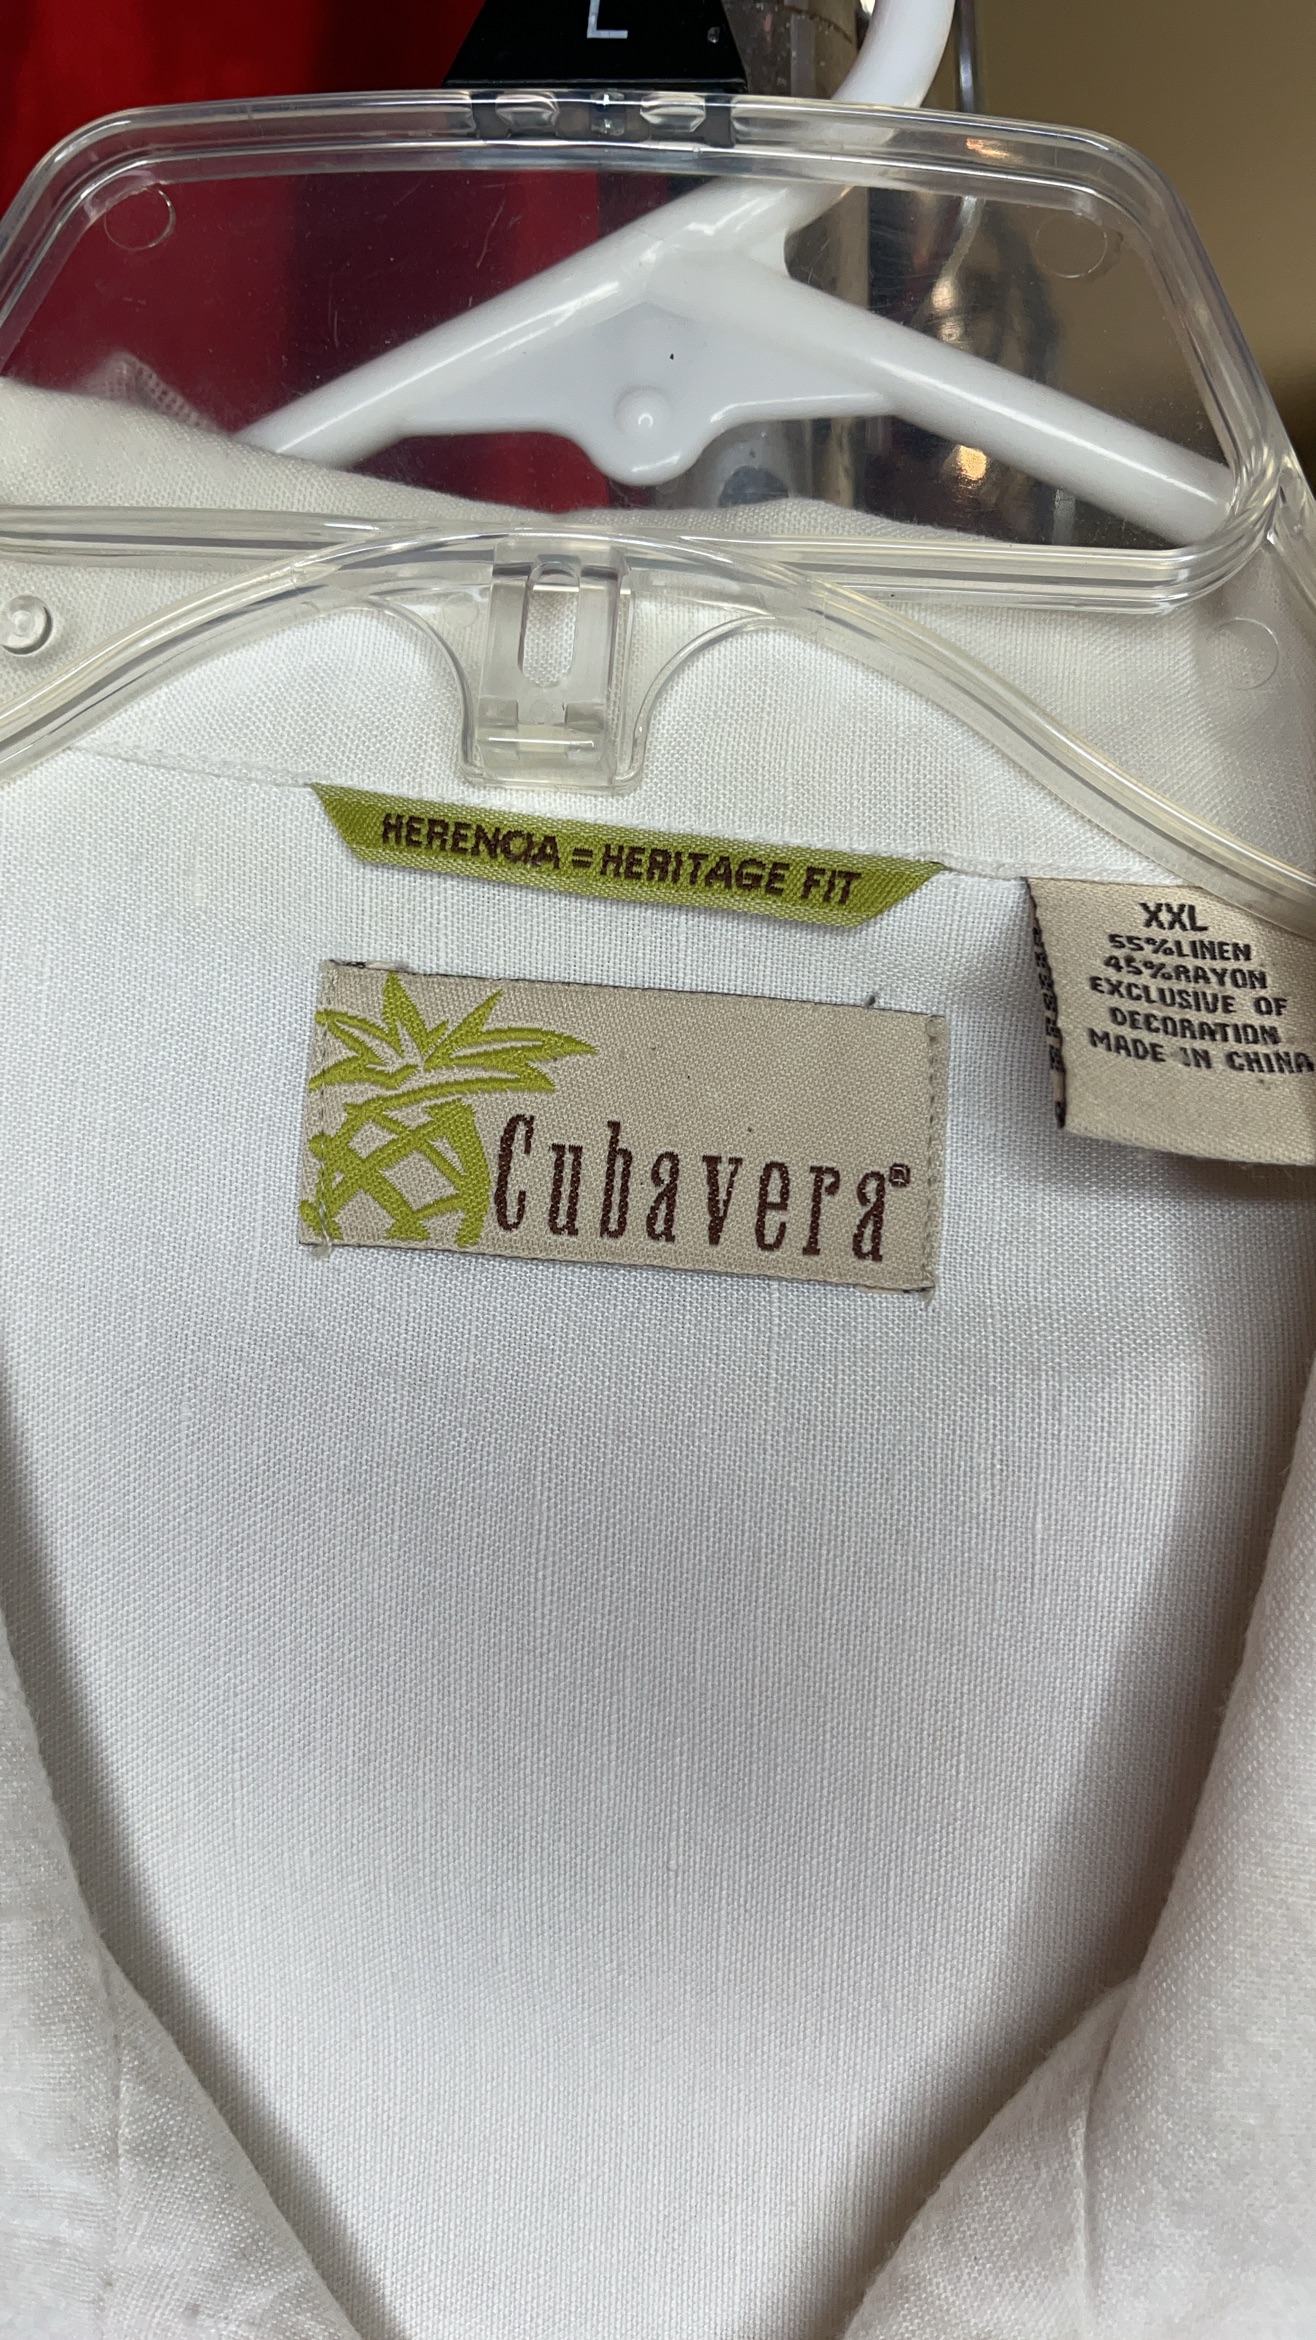 L
HERENCIA = HERITAGE FIT
XXL
55%LINEN
45%RAYON
EXCLUSIVE OF
DECORATION
MADE IN CHINA
Cubavera®